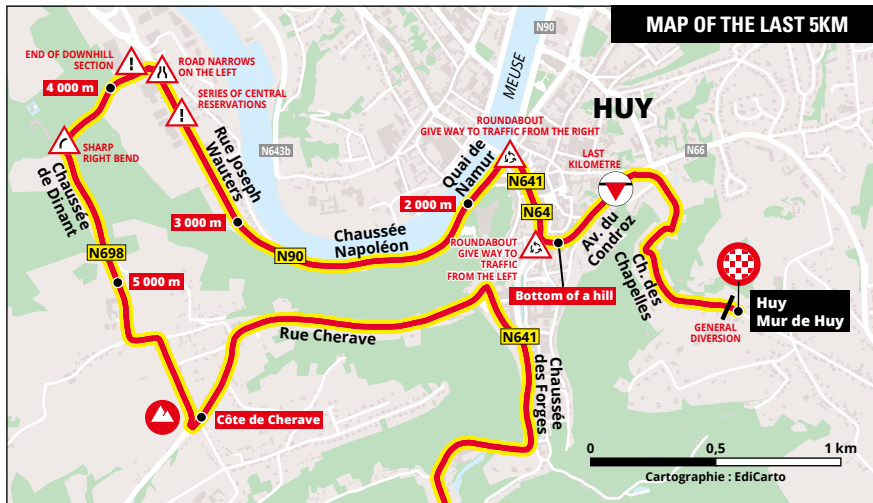 MAP OF THE LAST 5KM
N90
END OF DOWNHILL
SECTION
ROAD NARROWS
ON THE LEFT
4 000 m
SERIES OF CENTRAL
RESERVATIONS
MEUSE
HUY
ROUNDABOUT
GIVE WAY TO TRAFFIC FROM THE RIGHT
SHARP
RIGHT BEND
Rue Joseph
Wauters
N643b
Quai de
Namur
N641
LAST
KILOMETRE
N66
Chaussée
de Dinant
2 000 m
N64
3 000 m
Chaussée
Napoléon
N90
N698
5 000 m
ROUNDABOUT
GIVE WAY TO
TRAFFIC
FROM THE LEFT
Av. du
Condroz
Ch. des
Chapelles
Bottom of a hill
Huy
Mur de Huy
GENERAL
DIVERSION
Rue Cherave
N641
Chaussée
des Forges
Côte de Cherave
0 0,5 1 km
Cartographie : EdiCarto